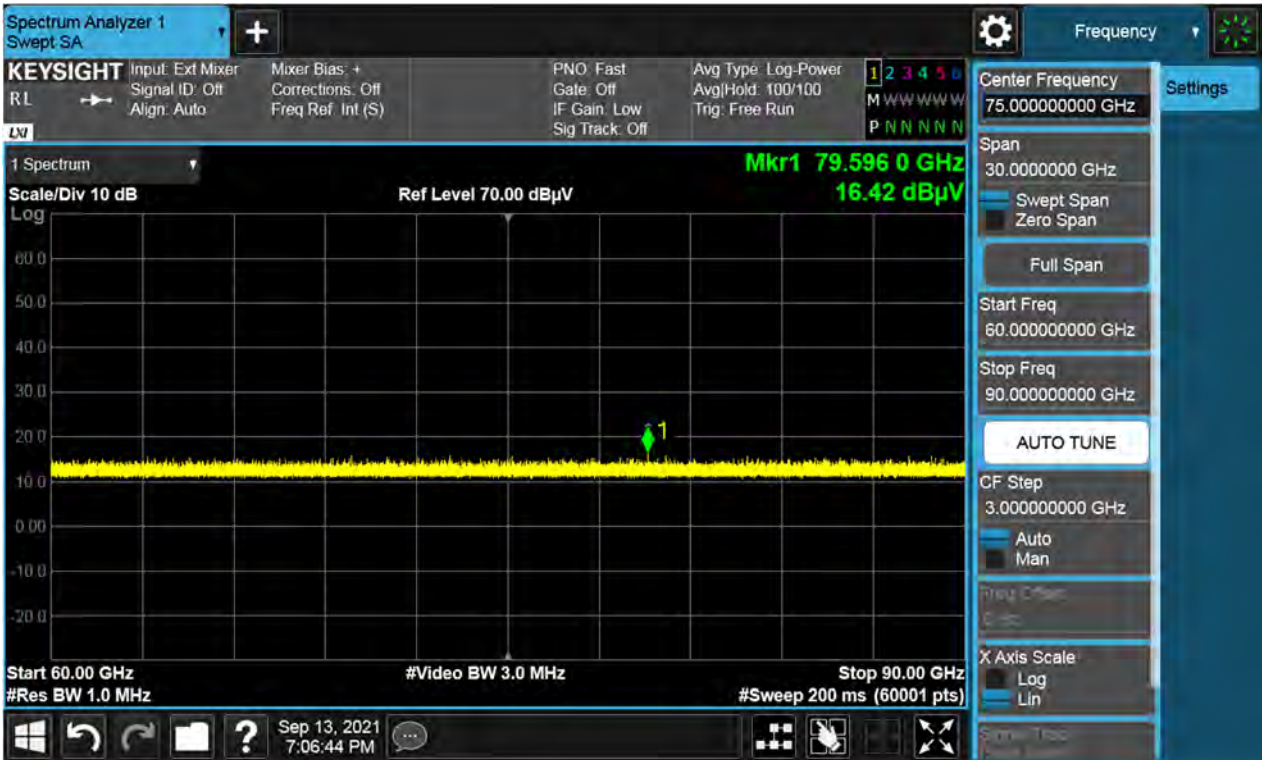 Spectrum Analyzer 1
Swept SA
+
Frequency
KEYSIGHT
RL
LXI
Input: Ext Mixer
Signal ID: Off
Align: Auto
Mixer Bias: +
Corrections: Off
Freq Ref: Int (S)
PNO: Fast
Gate: Off
IF Gain: Low
Sig Track: Off
Avg Type: Log-Power
Avg|Hold: 100/100
Trig: Free Run
1 2 3 4 5 6
M W W W W W
P N N N N N
Center Frequency
75.000000000 GHz
Settings
1 Spectrum
Mkr1 79.596 0 GHz
Scale/Div 10 dB
Ref Level 70.00 dBµV
16.42 dBµV
Log
60.0
50.0
40.0
30.0
20.0
10.0
0.00
-10.0
-20.0
1
Start 60.00 GHz
#Video BW 3.0 MHz
Stop 90.00 GHz
#Res BW 1.0 MHz
#Sweep 200 ms (60001 pts)
Span
30.0000000 GHz
Swept Span
Zero Span
Full Span
Start Freq
60.000000000 GHz
Stop Freq
90.000000000 GHz
AUTO TUNE
CF Step
3.000000000 GHz
Auto
Man
Freq Offset
X Axis Scale
Log
Lin
?
Sep 13, 2021
7:06:44 PM